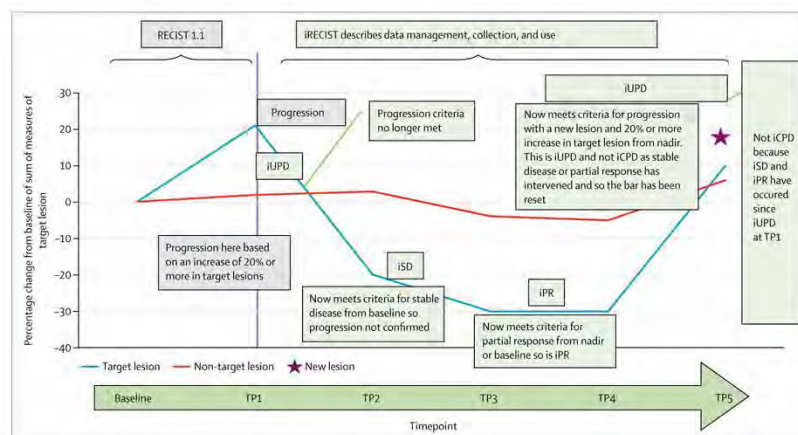 RECIST 1.1
iRECIST describes data management, collection, and use
Percentage change from baseline of sum of measures of
target lesion
30
20
10
0
−10
−20
−30
−40
Progression
iUPD
Progression criteria
no longer met
iUPD
Now meets criteria for progression
with a new lesion and 20% or more
increase in target lesion from nadir.
This is iUPD and not iCPD as stable
disease or partial response has
intervened and so the bar has been
reset
Not iCPD
because
iSD and
iPR have
occured
since
iUPD
at TP1
Progression here based
on an increase of 20% or
more in target lesions
iSD
Now meets criteria for stable
disease from baseline so
progression not confirmed
iPR
Now meets criteria for
partial response from nadir
or baseline so is iPR
Target lesion
Non-target lesion
New lesion
Baseline
TP1
TP2
TP3
TP4
TP5
Timepoint